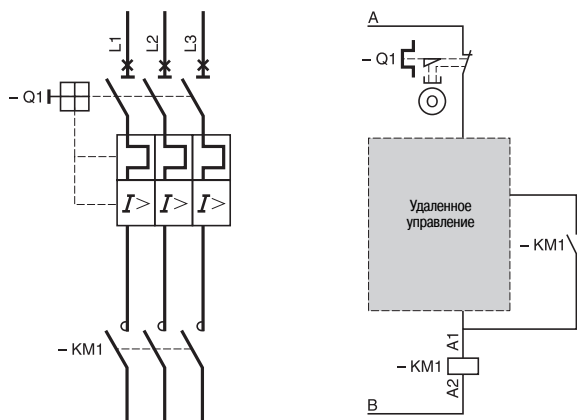 L1
L2
L3
– Q1
I>
I>
I>
– KM1
A
– Q1
Удаленное
управление
– KM1
A1
– KM1
A2
B